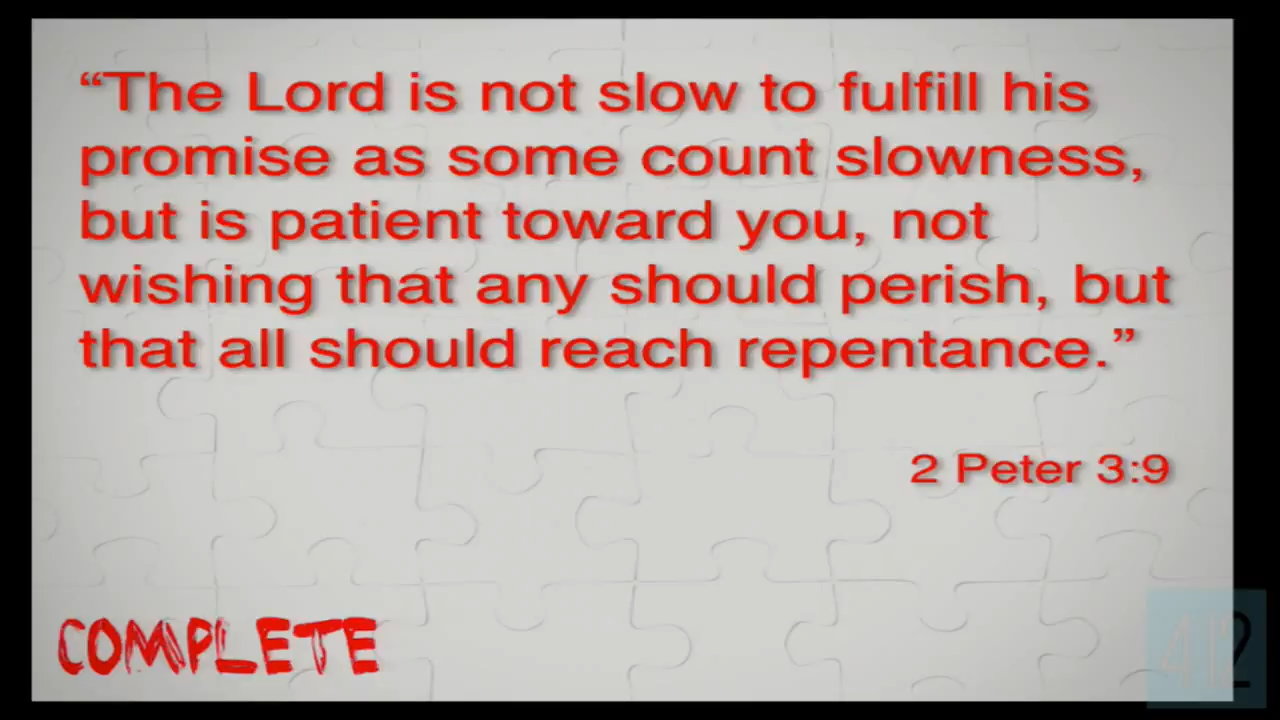 “The Lord is not slow to fulfill his
promise as some count slowness,
but is patient toward you, not
wishing that any should perish, but
that all should reach repentance.”
2 Peter 3:9
COMPLETE
412